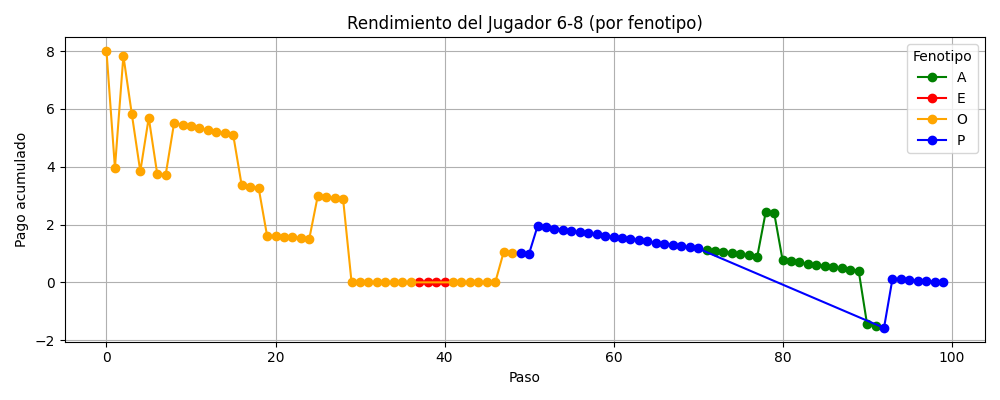 Rendimiento del Jugador 6-8 (por fenotipo)
Pago acumulado
8
6
4
2
0
−2
Fenotipo
A
E
O
P
0 20 40 60 80 100
Paso